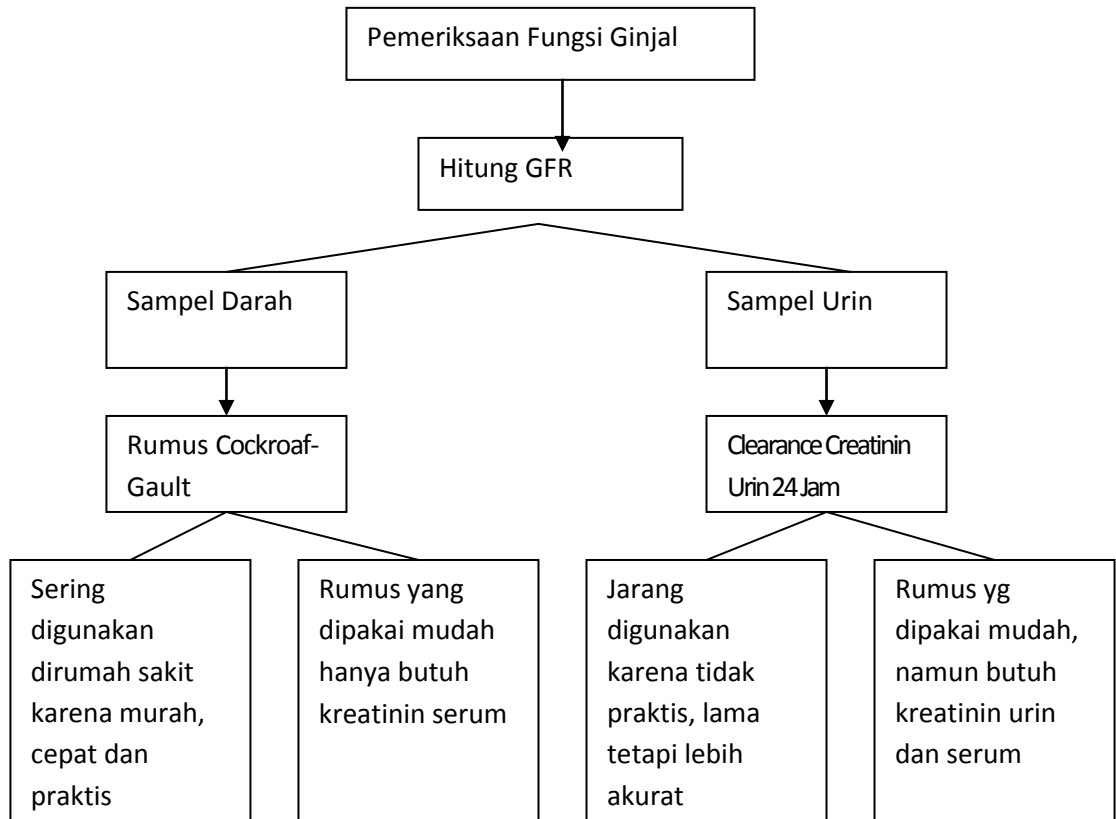 Pemeriksaan Fungsi Ginjal
Hitung GFR
Sampel Darah
Sampel Urin
Rumus Cockroaf-
Gault
Clearance Creatinin
Urin 24 Jam
Sering
digunakan
dirumah sakit
karena murah,
cepat dan
praktis
Rumus yang
dipakai mudah
hanya butuh
kreatinin serum
Jarang
digunakan
karena tidak
praktis, lama
tetapi lebih
akurat
Rumus yg
dipakai mudah,
namun butuh
kreatinin urin
dan serum